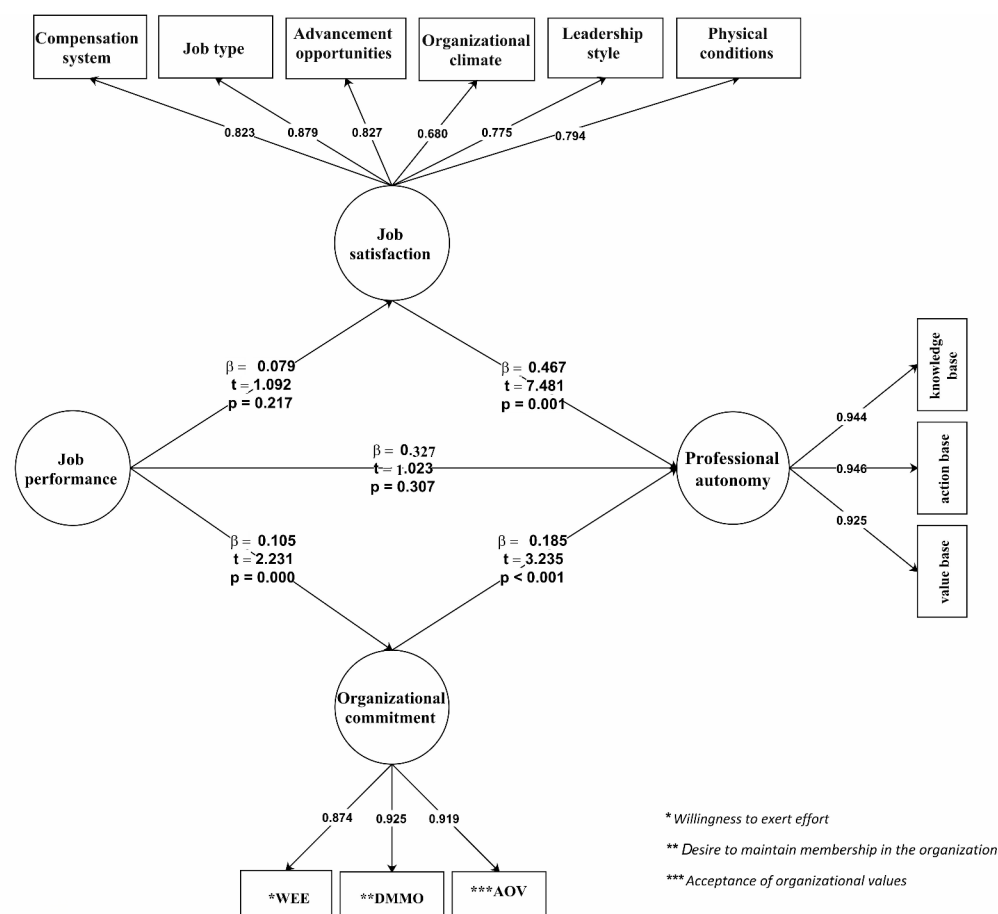 Compensation
system
Job type
Advancement
opportunities
Organizational
climate
Leadership
style
Physical
conditions
0.823
0.879
0.827
0.680
0.775
0.794
Job
satisfaction
β = 0.079
t = 1.092
p = 0.217
β = 0.467
t = 7.481
p = 0.001
knowledge
base
0.944
Job
performance
β = 0.327
t = 1.023
p = 0.307
Professional
autonomy
0.946
action base
0.925
value base
β = 0.105
t = 2.231
p = 0.000
β = 0.185
t = 3.235
p < 0.001
Organizational
commitment
0.874
0.925
0.919
*WEE
**DMMO
***AOV
* Willingness to exert effort
** Desire to maintain membership in the organization
*** Acceptance of organizational values